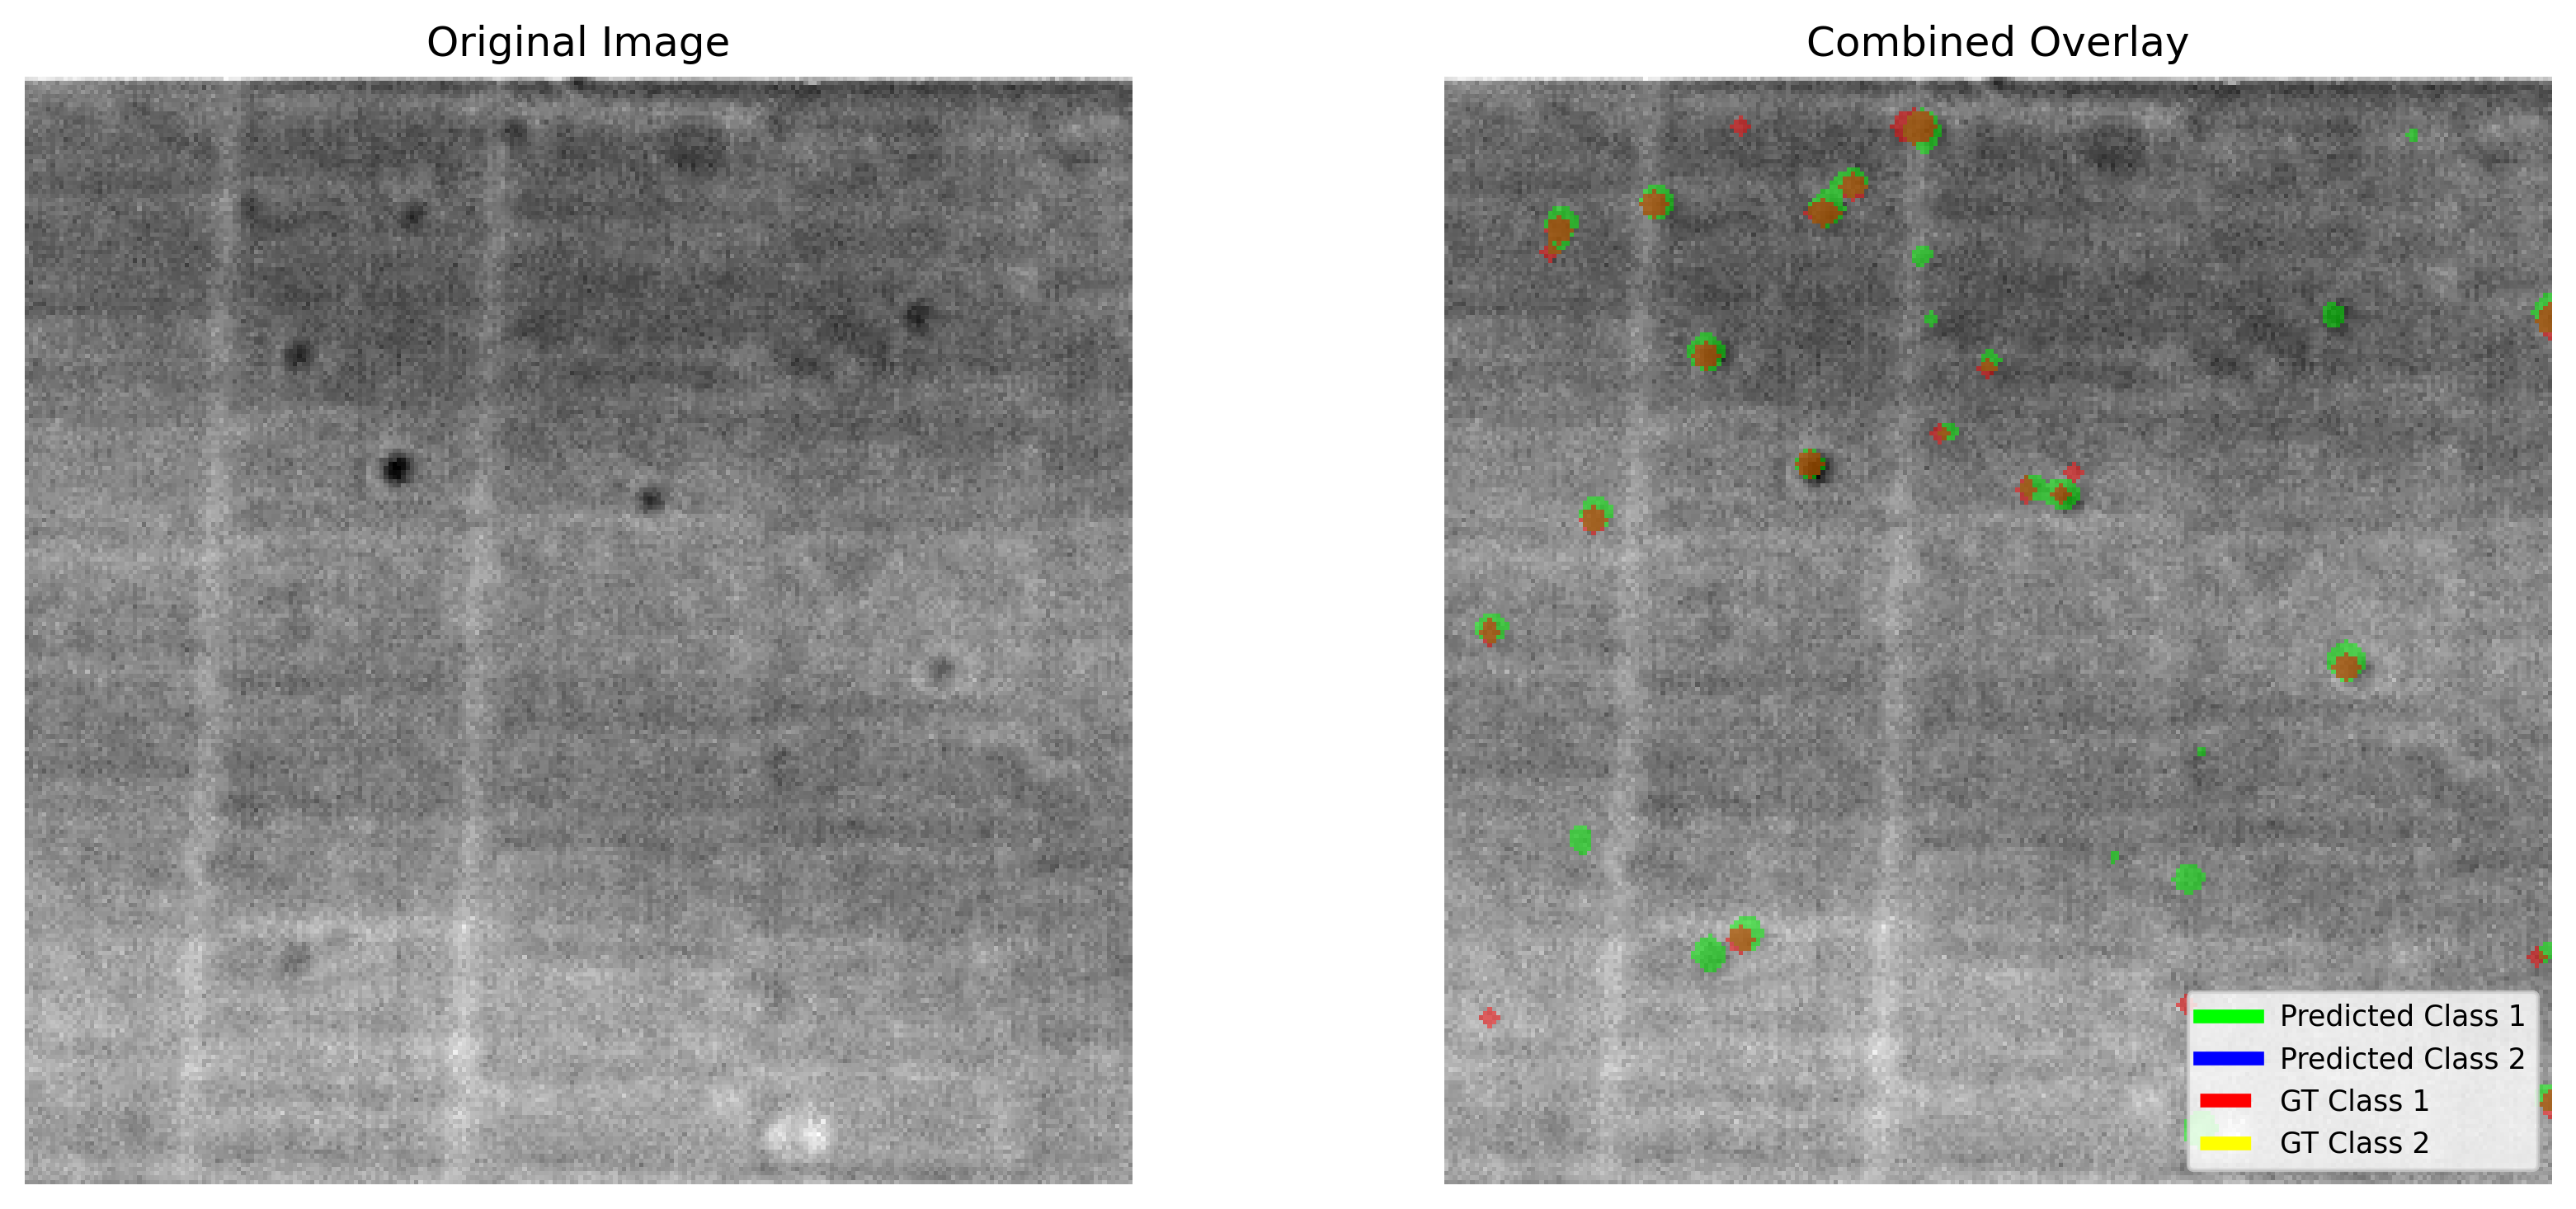 Original Image
Combined Overlay
Predicted Class 1
Predicted Class 2
GT Class 1
GT Class 2